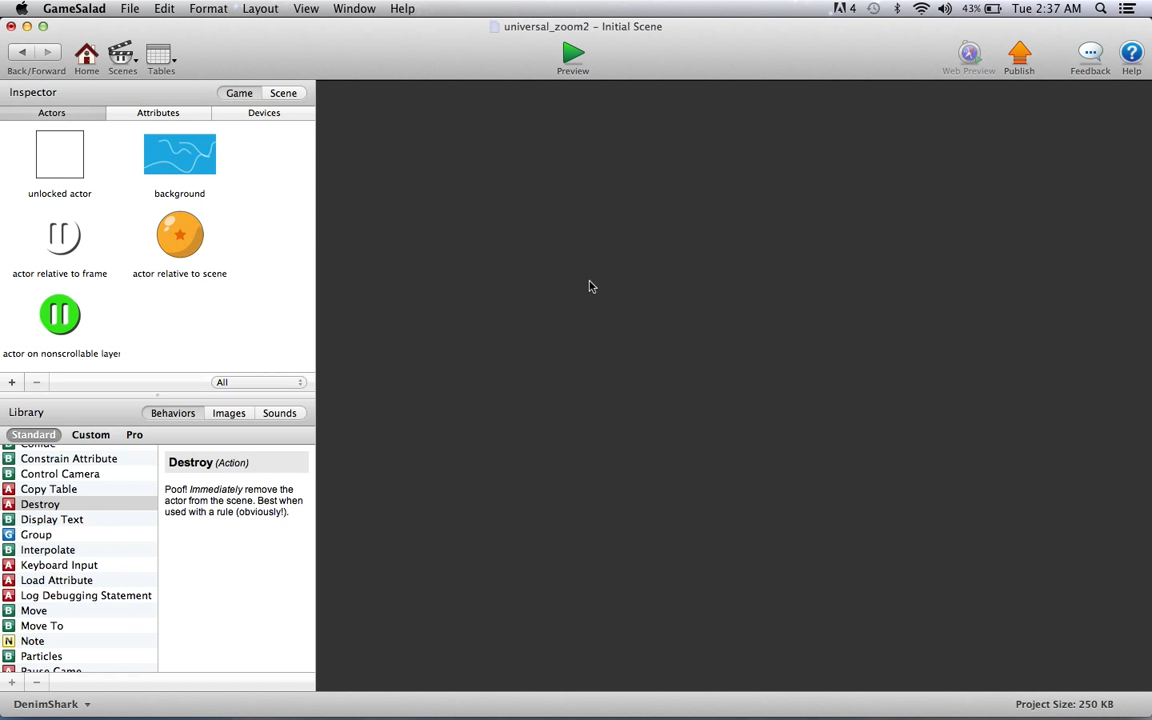 GameSalad File Edit Format Layout View Window Help 4 43% Tue 2:37 AM
universal_zoom2 – Initial Scene
Back/Forward Home Scenes Tables Preview Web Preview Publish Feedback Help
Inspector Game Scene
Actors Attributes Devices
unlocked actor background
actor relative to frame actor relative to scene
actor on nonscrollable layer
+ − All
Library Behaviors Images Sounds
Standard Custom Pro
Collide
Constrain Attribute
Control Camera
Copy Table
Destroy
Display Text
Group
Interpolate
Keyboard Input
Load Attribute
Log Debugging Statement
Move
Move To
Note
Particles
Pause Game
Destroy (Action)
Poof! Immediately remove the
actor from the scene. Best when
used with a rule (obviously!).
+ −
DenimShark Project Size: 250 KB